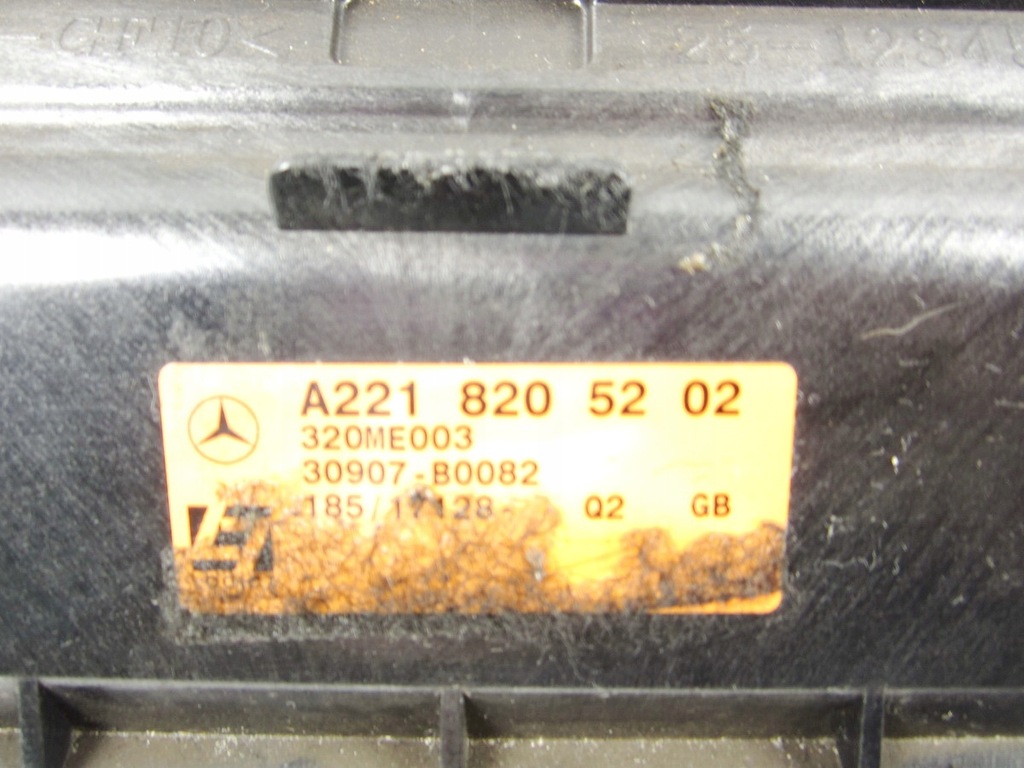 A221 820 52 02
320ME003
30907-B0082
185/17128 Q2 GB